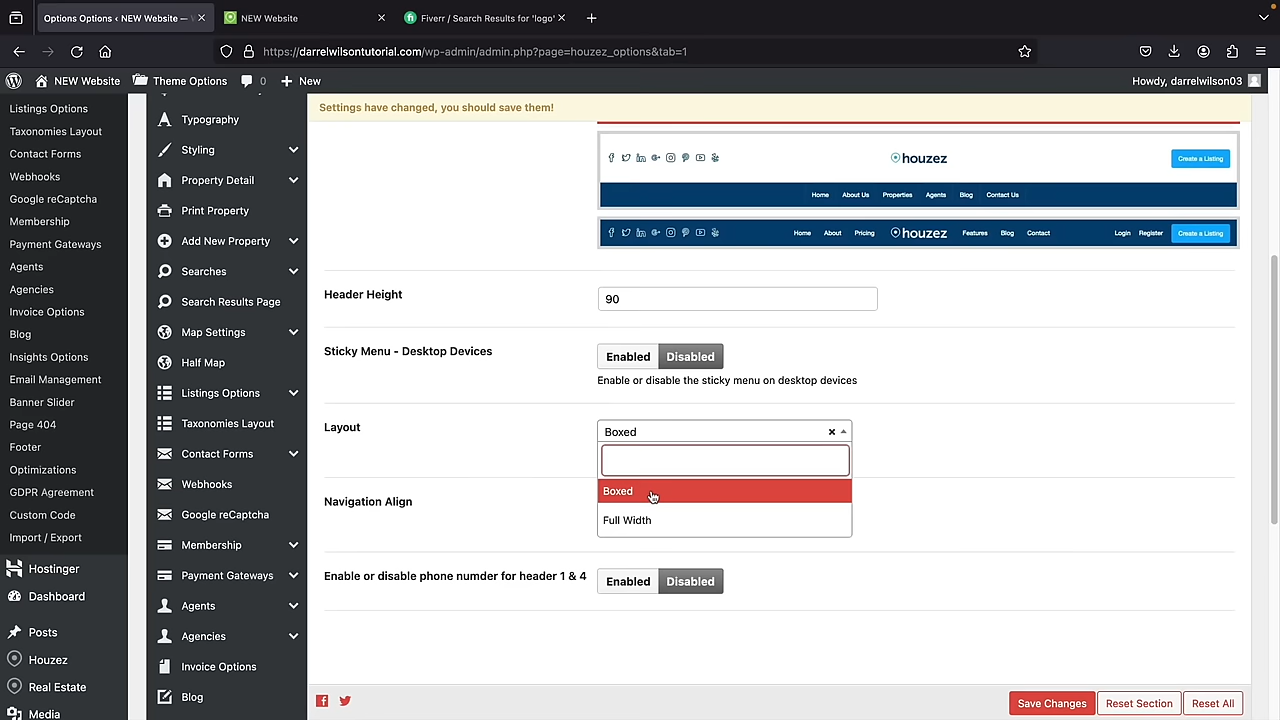 Options Options ‹ NEW Website —
NEW Website
Fiverr / Search Results for 'logo'
https://darrelwilsontutorial.com/wp-admin/admin.php?page=houzez_options&tab=1
NEW Website
Theme Options
0
New
Howdy, darrelwilson03
Listings Options
Taxonomies Layout
Contact Forms
Webhooks
Google reCaptcha
Membership
Payment Gateways
Agents
Agencies
Invoice Options
Blog
Insights Options
Email Management
Banner Slider
Page 404
Footer
Optimizations
GDPR Agreement
Custom Code
Import / Export
Hostinger
Dashboard
Posts
Houzez
Real Estate
Media
Typography
Styling
Property Detail
Print Property
Add New Property
Searches
Search Results Page
Map Settings
Half Map
Listings Options
Taxonomies Layout
Contact Forms
Webhooks
Google reCaptcha
Membership
Payment Gateways
Agents
Agencies
Invoice Options
Blog
Settings have changed, you should save them!
houzez
Create a Listing
Home About Us Properties Agents Blog Contact Us
Home About Pricing houzez Features Blog Contact Login Register Create a Listing
Header Height
90
Sticky Menu - Desktop Devices
Enabled Disabled
Enable or disable the sticky menu on desktop devices
Layout
Boxed
Boxed
Full Width
Navigation Align
Enable or disable phone numder for header 1 & 4
Enabled Disabled
Save Changes Reset Section Reset All